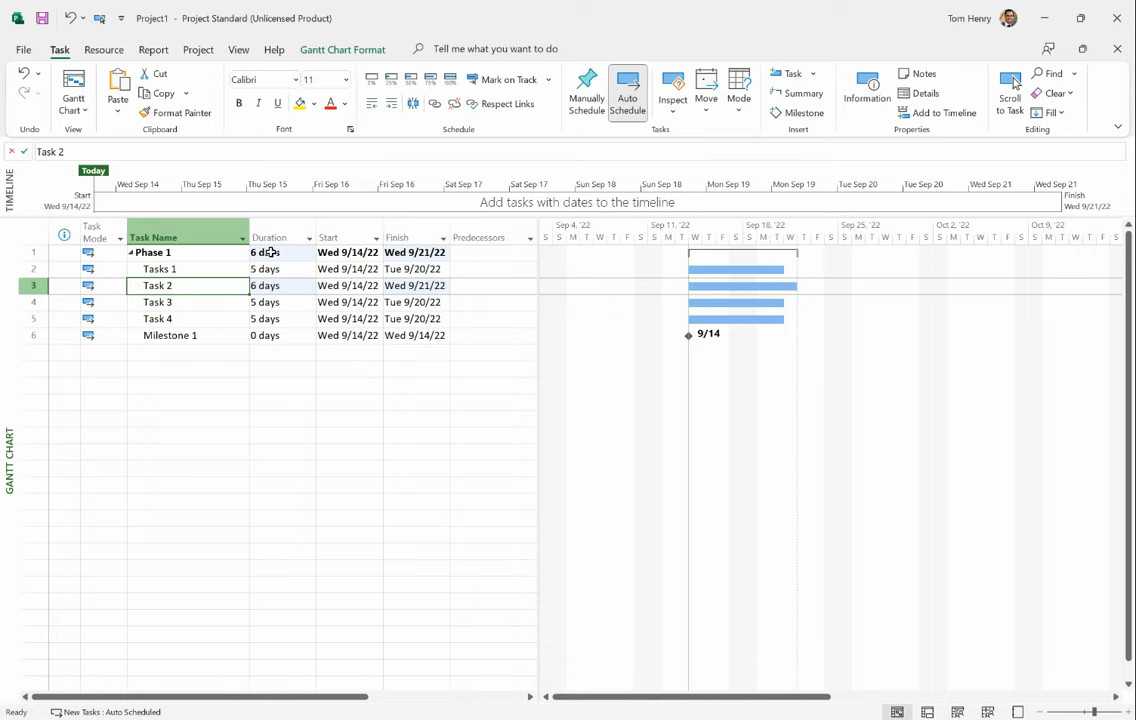 Project1 - Project Standard (Unlicensed Product)
Tom Henry
File Task Resource Report Project View Help Gantt Chart Format Tell me what you want to do
Gantt Chart
View
Paste
Cut
Copy
Format Painter
Clipboard
Calibri 11
B I U A
Font
0% 25% 50% 75% 100%
Mark on Track
Respect Links
Schedule
Manually Schedule
Auto Schedule
Inspect
Move
Mode
Tasks
Task
Summary
Milestone
Insert
Information
Notes
Details
Add to Timeline
Properties
Scroll to Task
Find
Clear
Fill
Editing
Undo
Task 2
TIMELINE
Today
Wed Sep 14 Thu Sep 15 Thu Sep 15 Fri Sep 16 Fri Sep 16 Sat Sep 17 Sat Sep 17 Sun Sep 18 Sun Sep 18 Mon Sep 19 Mon Sep 19 Tue Sep 20 Tue Sep 20 Wed Sep 21 Wed Sep 21
Start
Wed 9/14/22
Add tasks with dates to the timeline
Finish
Wed 9/21/22
Task Mode Task Name Duration Start Finish Predecessors
1 Phase 1 6 days Wed 9/14/22 Wed 9/21/22
2 Tasks 1 5 days Wed 9/14/22 Tue 9/20/22
3 Task 2 6 days Wed 9/14/22 Wed 9/21/22
4 Task 3 5 days Wed 9/14/22 Tue 9/20/22
5 Task 4 5 days Wed 9/14/22 Tue 9/20/22
6 Milestone 1 0 days Wed 9/14/22 Wed 9/14/22
Sep 4, '22 Sep 11, '22 Sep 18, '22 Sep 25, '22 Oct 2, '22 Oct 9, '22
S S M T W T F S S M T W T F S S M T W T F S S M T W T F S S M T W T F S S M T W T F S
9/14
GANTT CHART
Ready New Tasks : Auto Scheduled